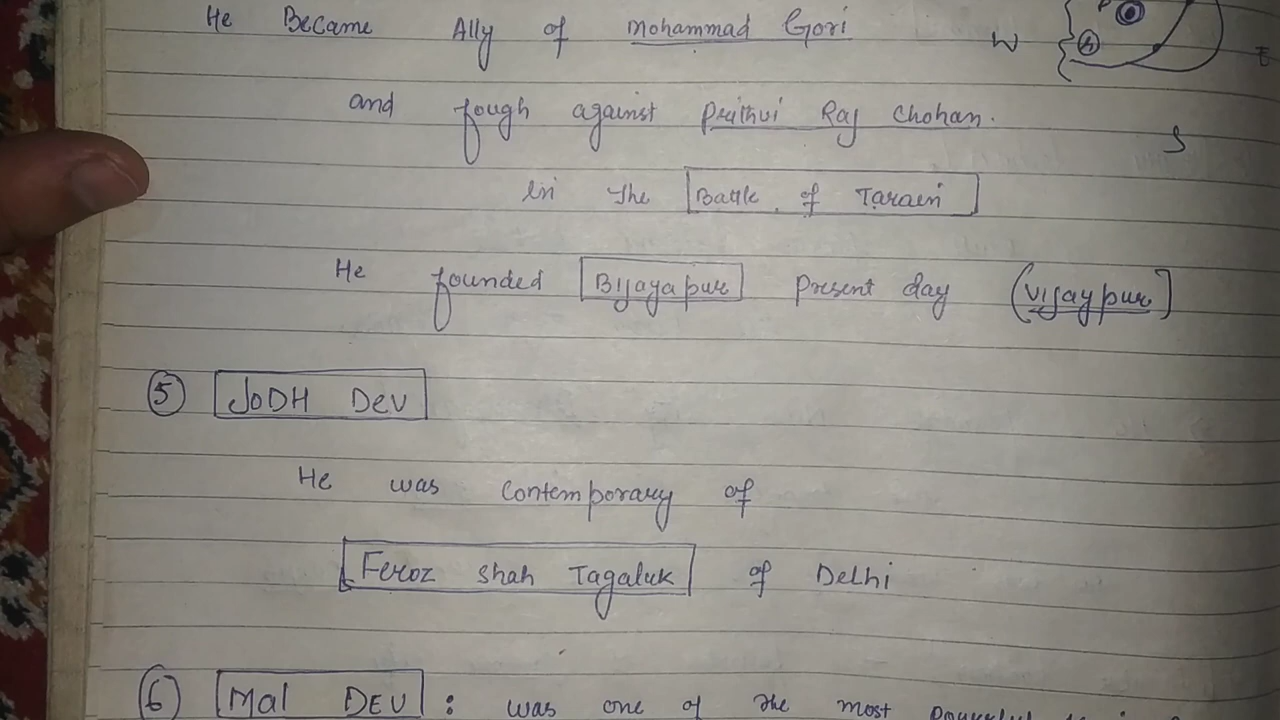 He Became Ally of Mohammad Gori
W
E
and fough against Prithvi Raj Chohan.
S
in The [Battle of Tarain]
He founded [Bijayapur] Present day (Vijaypur]
5 JODH DEV
He was Contemporary of
Feroz Shah Tagaluk of Delhi
6 Mal DEV : was one of the most powerful